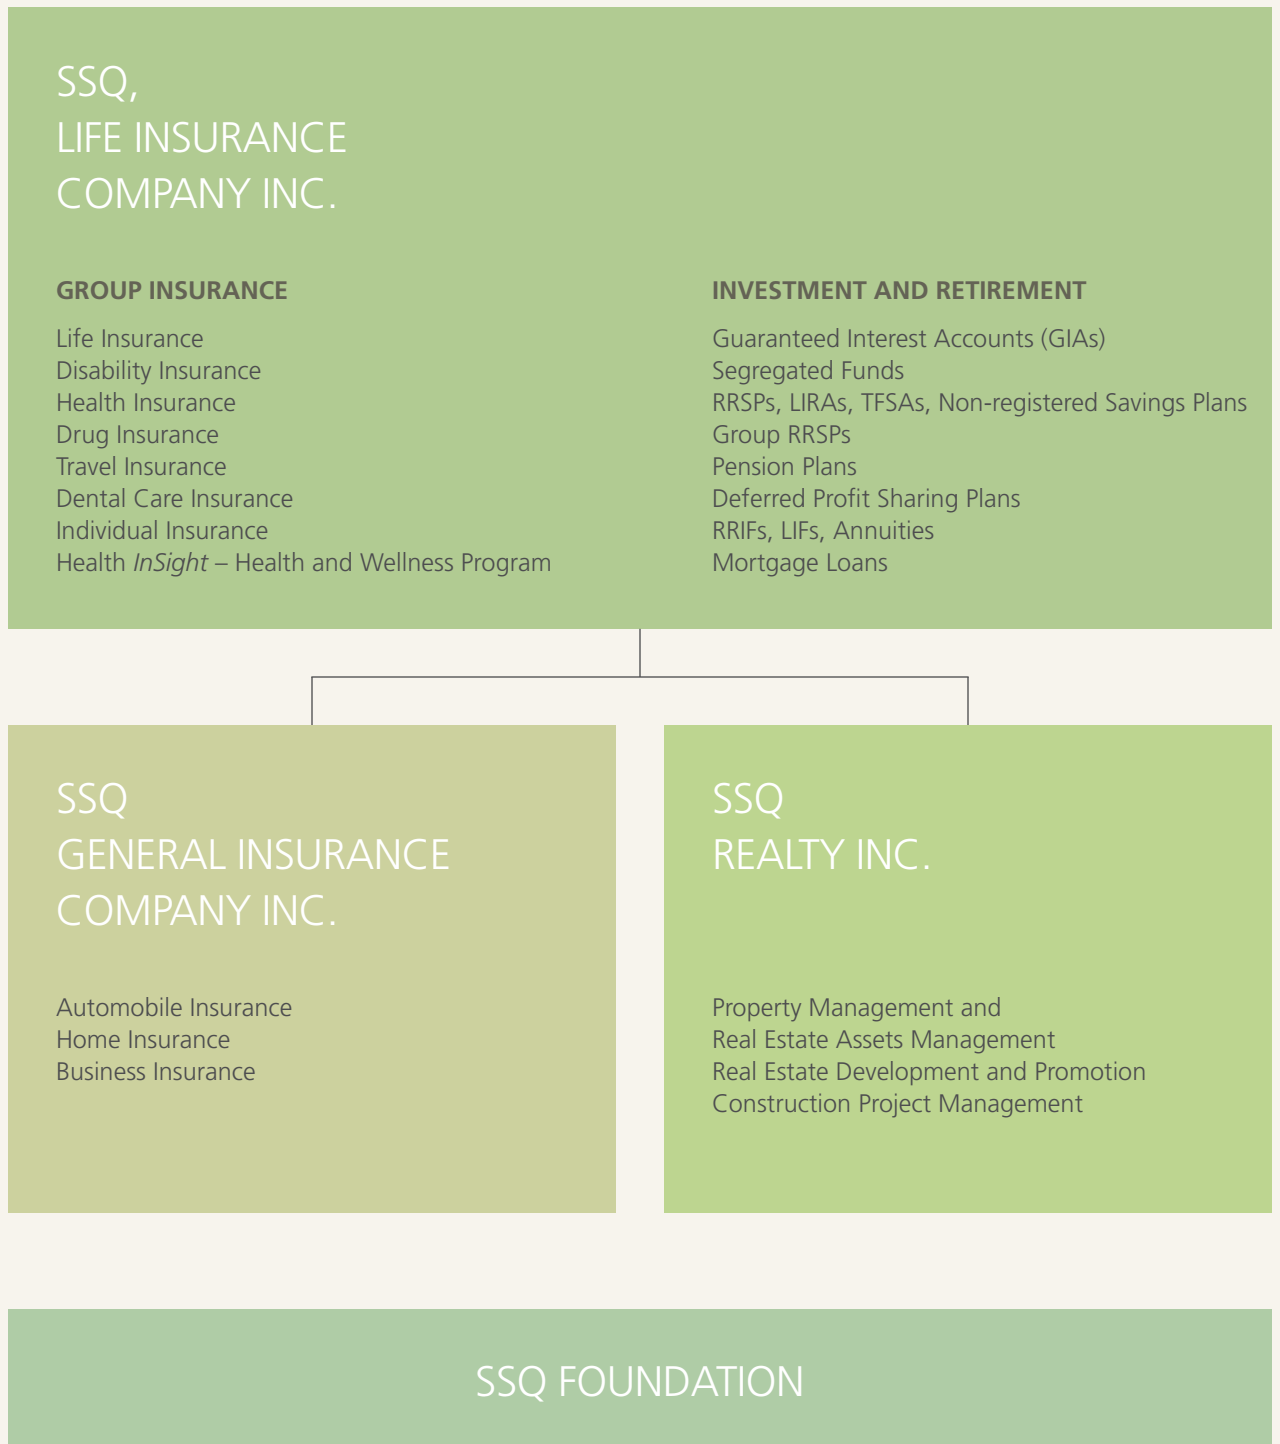 SSQ,
LIFE INSURANCE
COMPANY INC.
GROUP INSURANCE
Life Insurance
Disability Insurance
Health Insurance
Drug Insurance
Travel Insurance
Dental Care Insurance
Individual Insurance
Health InSight – Health and Wellness Program
INVESTMENT AND RETIREMENT
Guaranteed Interest Accounts (GIAs)
Segregated Funds
RRSPs, LIRAs, TFSAs, Non-registered Savings Plans
Group RRSPs
Pension Plans
Deferred Profit Sharing Plans
RRIFs, LIFs, Annuities
Mortgage Loans
SSQ
GENERAL INSURANCE
COMPANY INC.
Automobile Insurance
Home Insurance
Business Insurance
SSQ
REALTY INC.
Property Management and
Real Estate Assets Management
Real Estate Development and Promotion
Construction Project Management
SSQ FOUNDATION